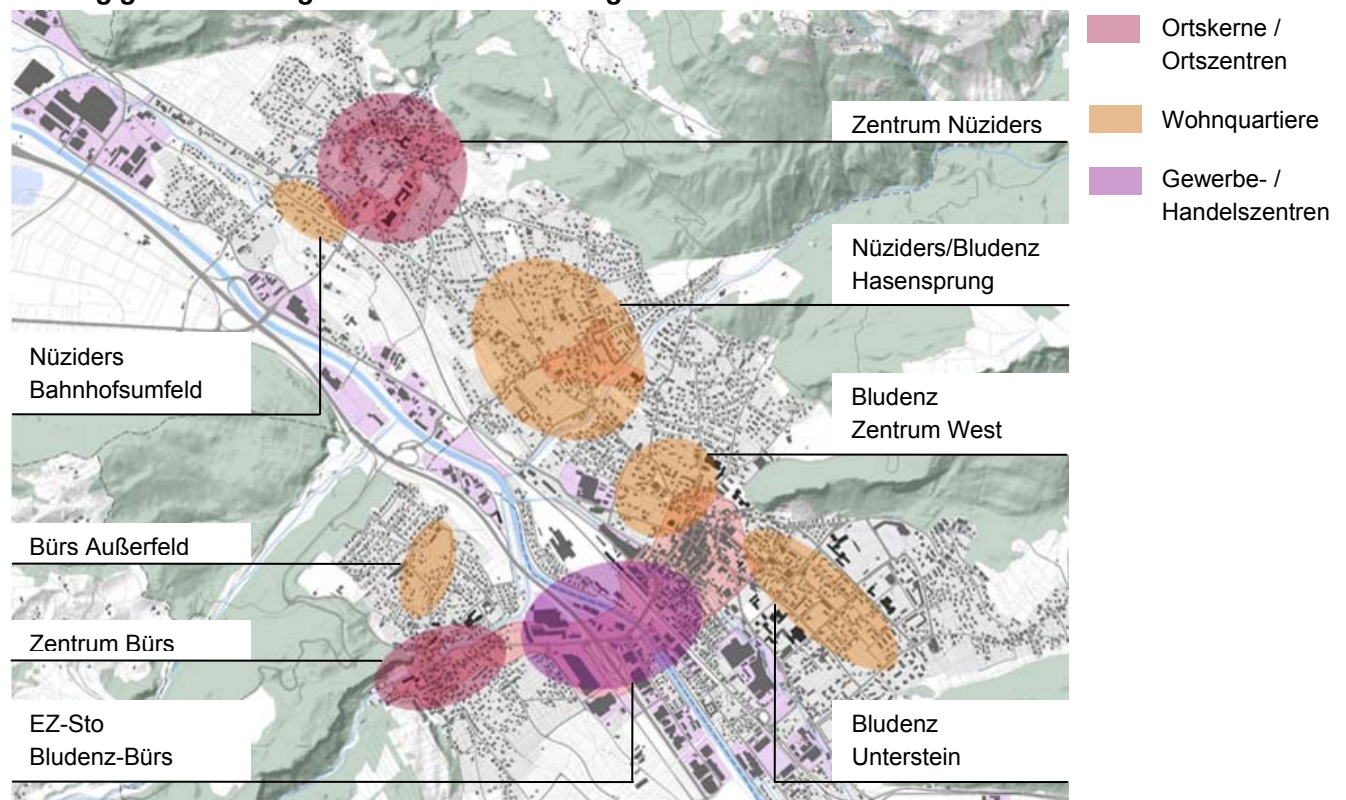 Ortskerne /
Ortszentren
Wohnquartiere
Gewerbe- /
Handelszentren
Zentrum Nüziders
Nüziders/Bludenz
Hasensprung
Nüziders
Bahnhofsumfeld
Bludenz
Zentrum West
Bürs Außerfeld
Zentrum Bürs
EZ-Sto
Bludenz-Bürs
Bludenz
Unterstein